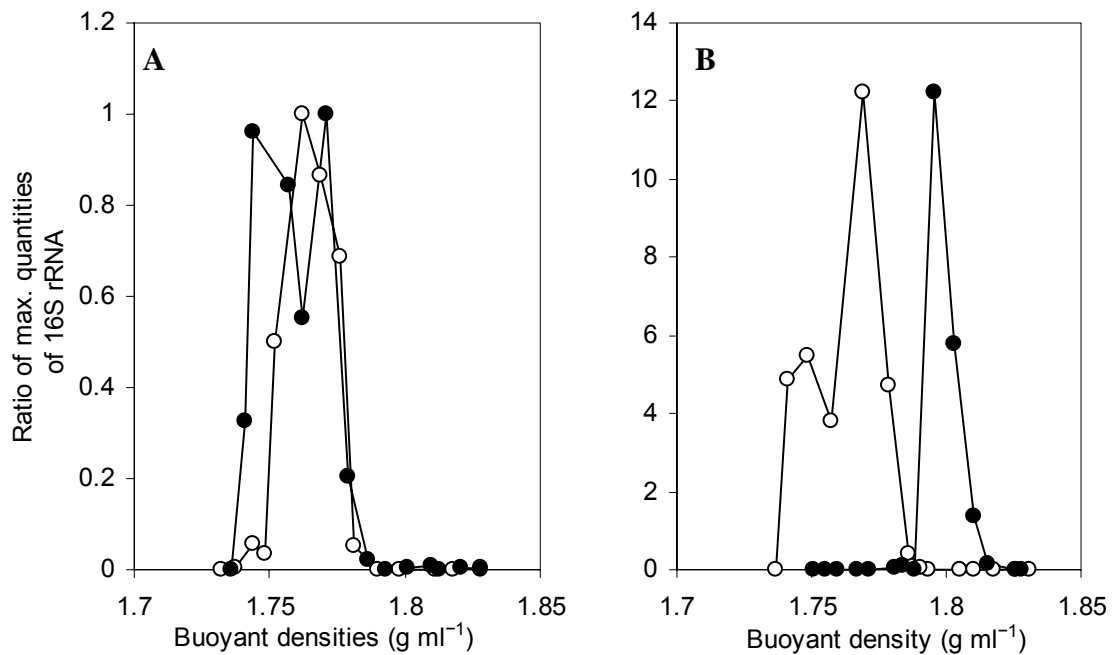 A
1.2
1
0.8
0.6
0.4
0.2
0
1.7 1.75 1.8 1.85
Buoyant densities (g ml⁻¹)
Ratio of max. quantities
of 16S rRNA
B
14
12
10
8
6
4
2
0
1.7 1.75 1.8 1.85
Buoyant density (g ml⁻¹)